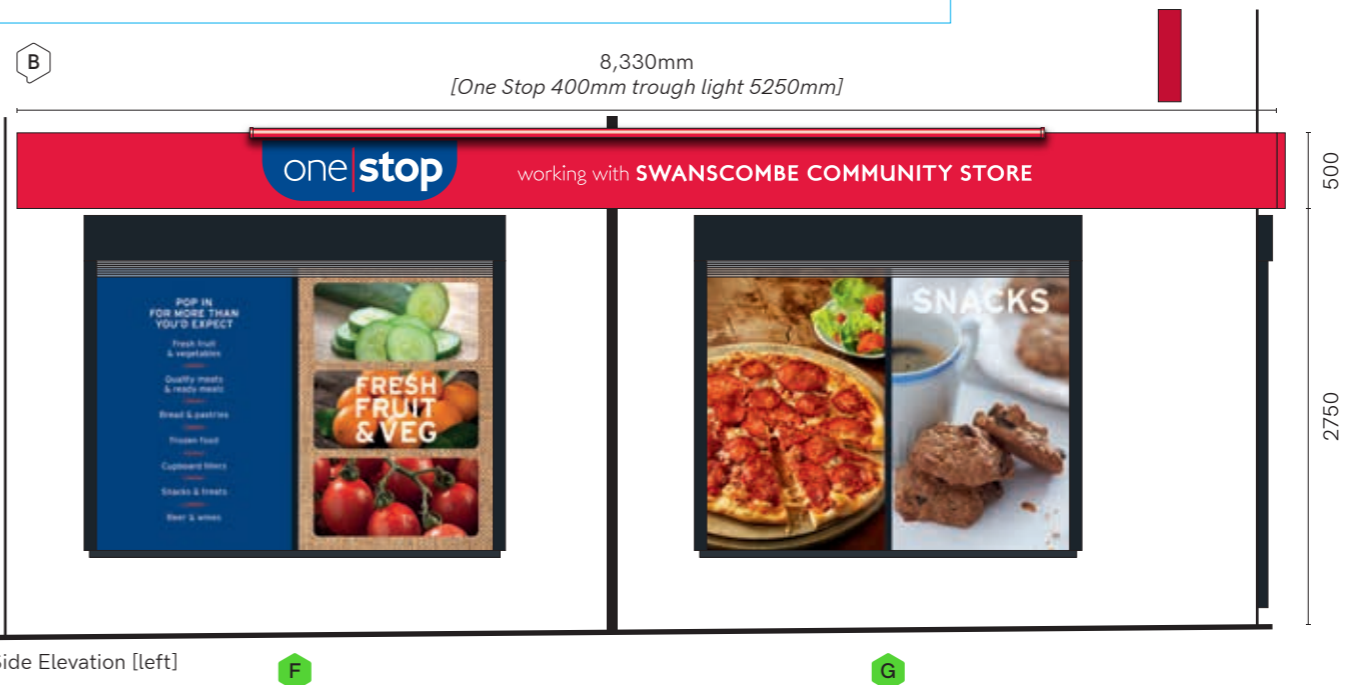 B
8,330mm
[One Stop 400mm trough light 5250mm]
one stop
working with SWANSCOMBE COMMUNITY STORE
500
2750
POP IN
FOR MORE THAN
YOU'D EXPECT
Fresh fruit
& vegetables
Quality meats
& ready meals
Bread & pastries
Frozen food
Cupboard fillers
Snacks & treats
Beer & wines
FRESH
FRUIT
& VEG
SNACKS
Side Elevation [left]
F
G